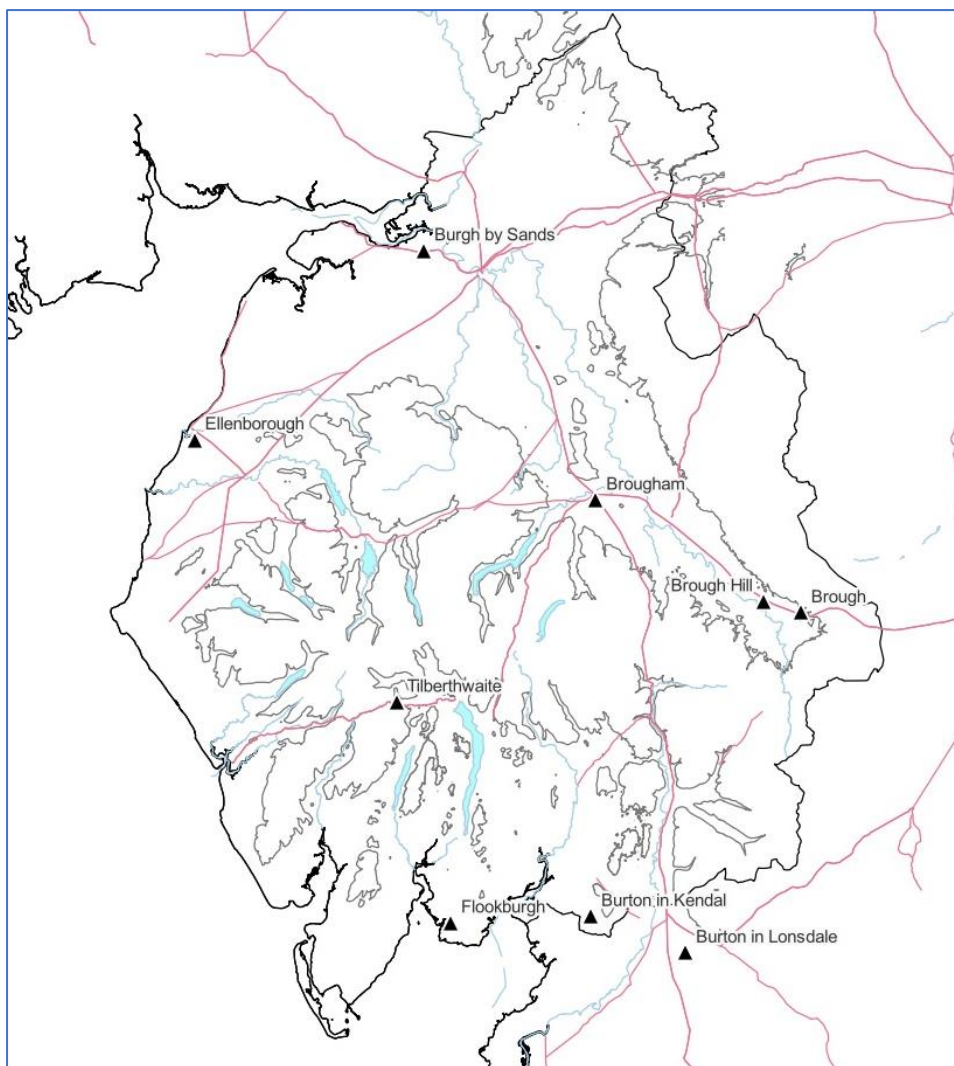 Burgh by Sands
Ellenborough
Brougham
Brough Hill
Brough
Tilberthwaite
Flookburgh
Burton in Kendal
Burton in Lonsdale